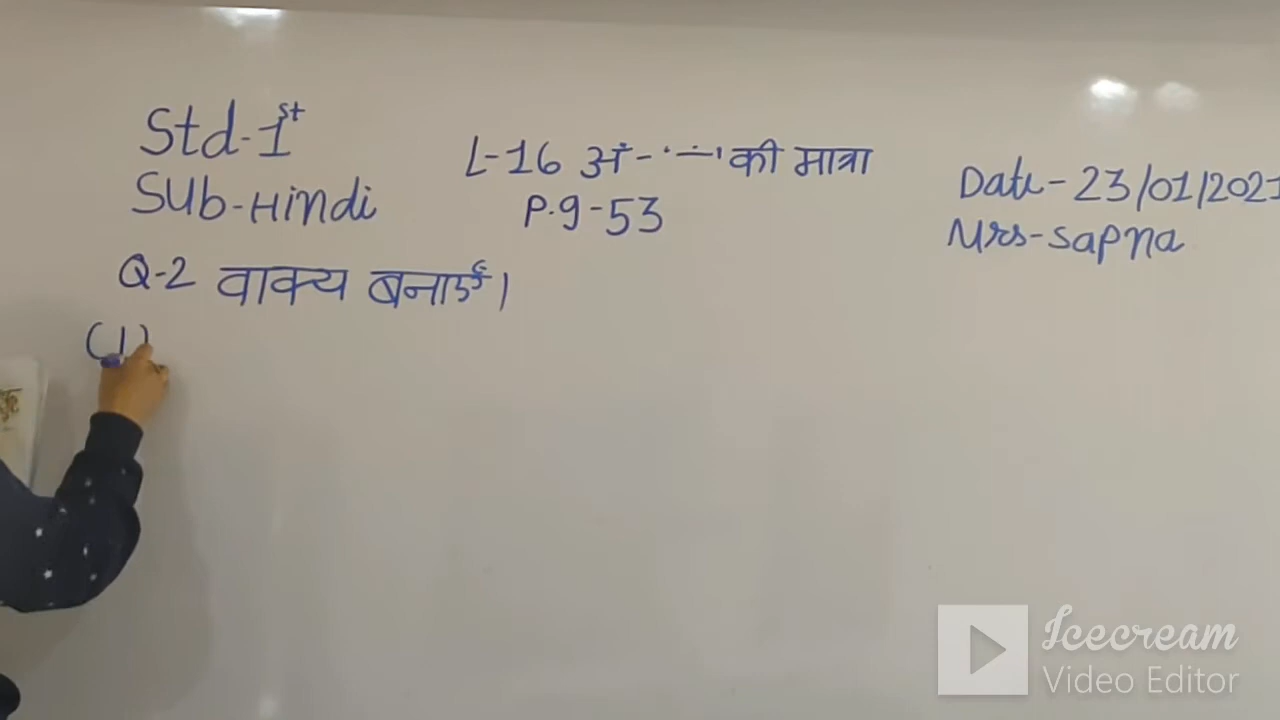 Std-1st
Sub-Hindi
L-16 अं-'—ं' की मात्रा
P.g-53
Date-23/01/2021
Mrs-Sapna
Q-2 वाक्य बनाएँ।
(1)
Icecream
Video Editor